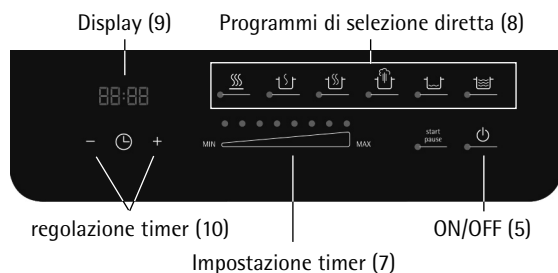 Display (9) Programmi di selezione diretta (8)
88:88
start
pause
− +
MIN MAX
regolazione timer (10) ON/OFF (5)
Impostazione timer (7)